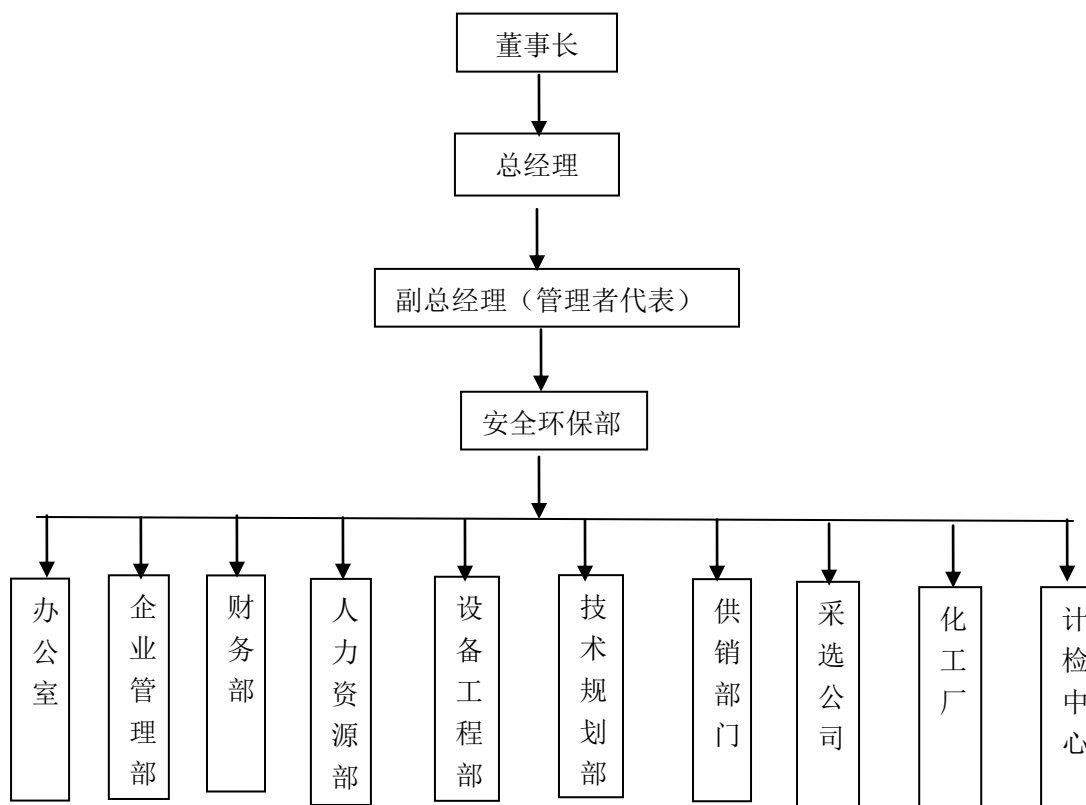 董事长
总经理
副总经理（管理者代表）
安全环保部
办公室
企业管理部
财务部
人力资源部
设备工程部
技术规划部
供销部门
采选公司
化工厂
计检中心